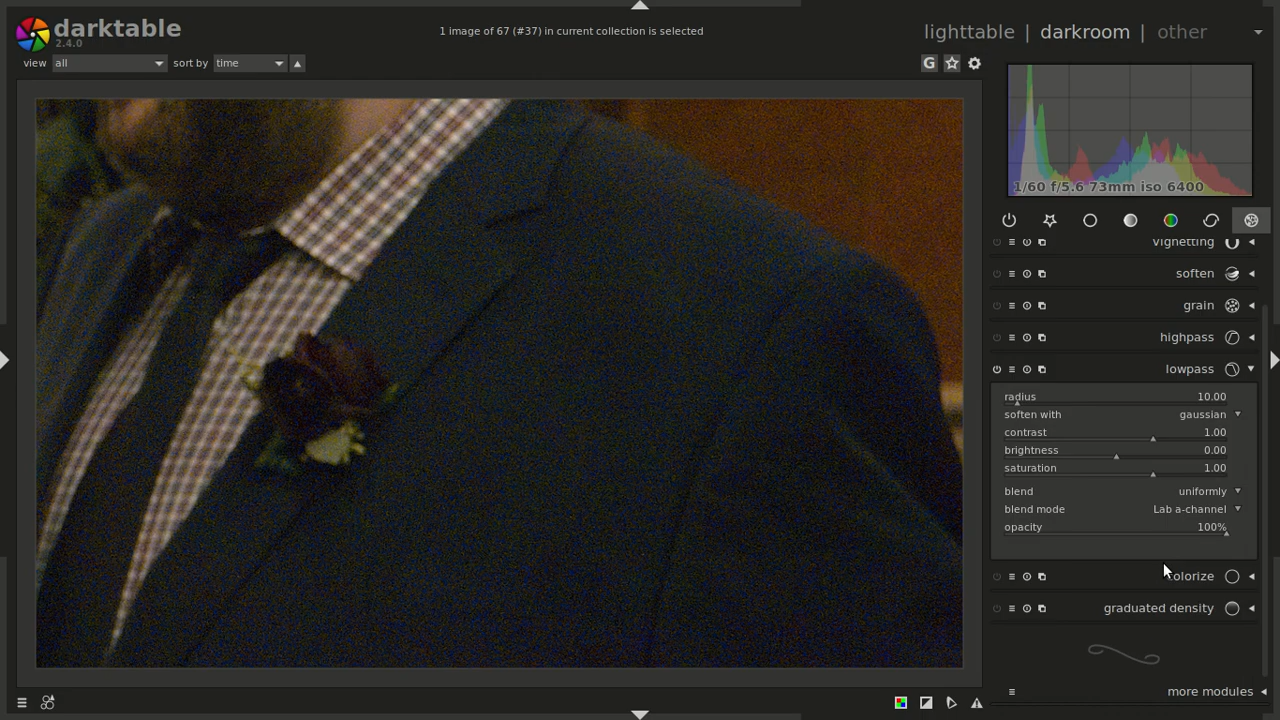 darktable
2.4.0
1 image of 67 (#37) in current collection is selected
lighttable | darkroom | other
view all sort by time
G
1/60 f/5.6 73mm iso 6400
vignetting
soften
grain
highpass
lowpass
radius 10.00
soften with gaussian
contrast 1.00
brightness 0.00
saturation 1.00
blend uniformly
blend mode Lab a-channel
opacity 100%
colorize
graduated density
more modules